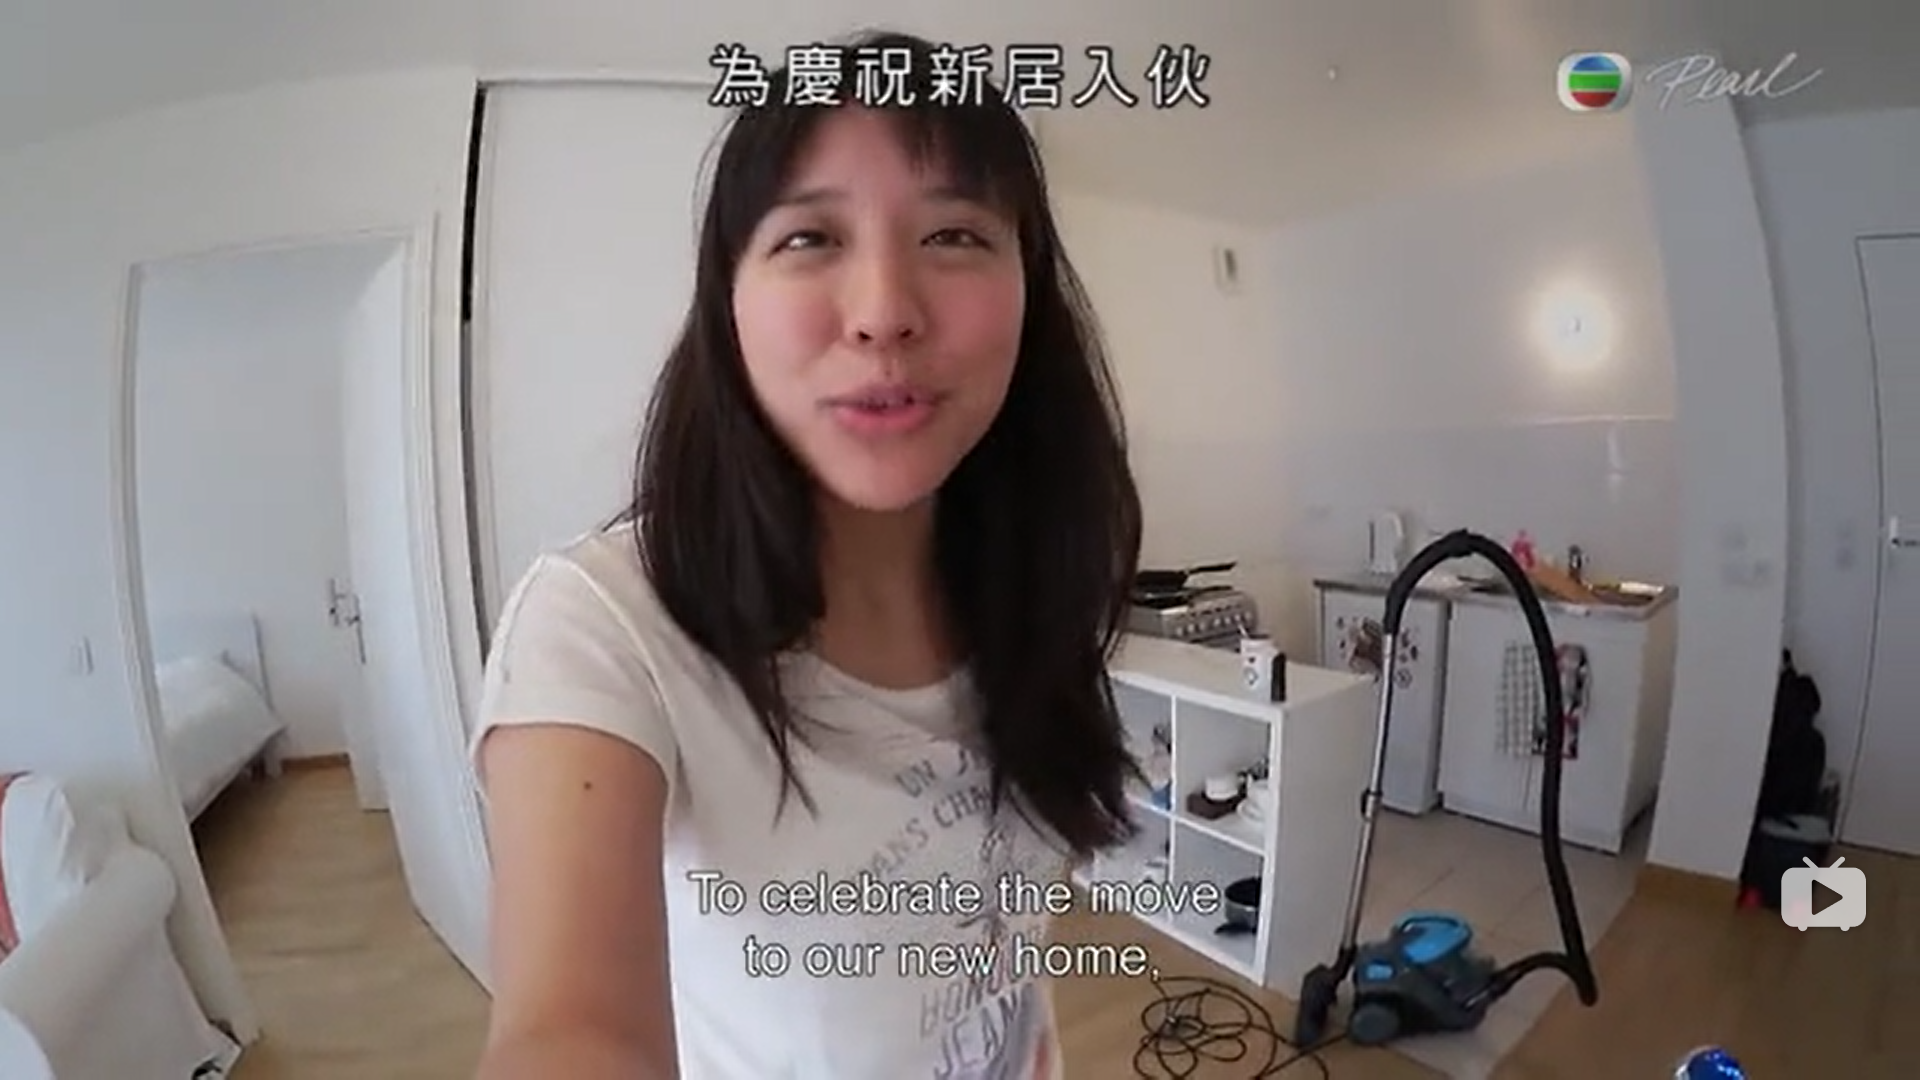 為慶祝新居入伙
Pearl
To celebrate the move
to our new home,